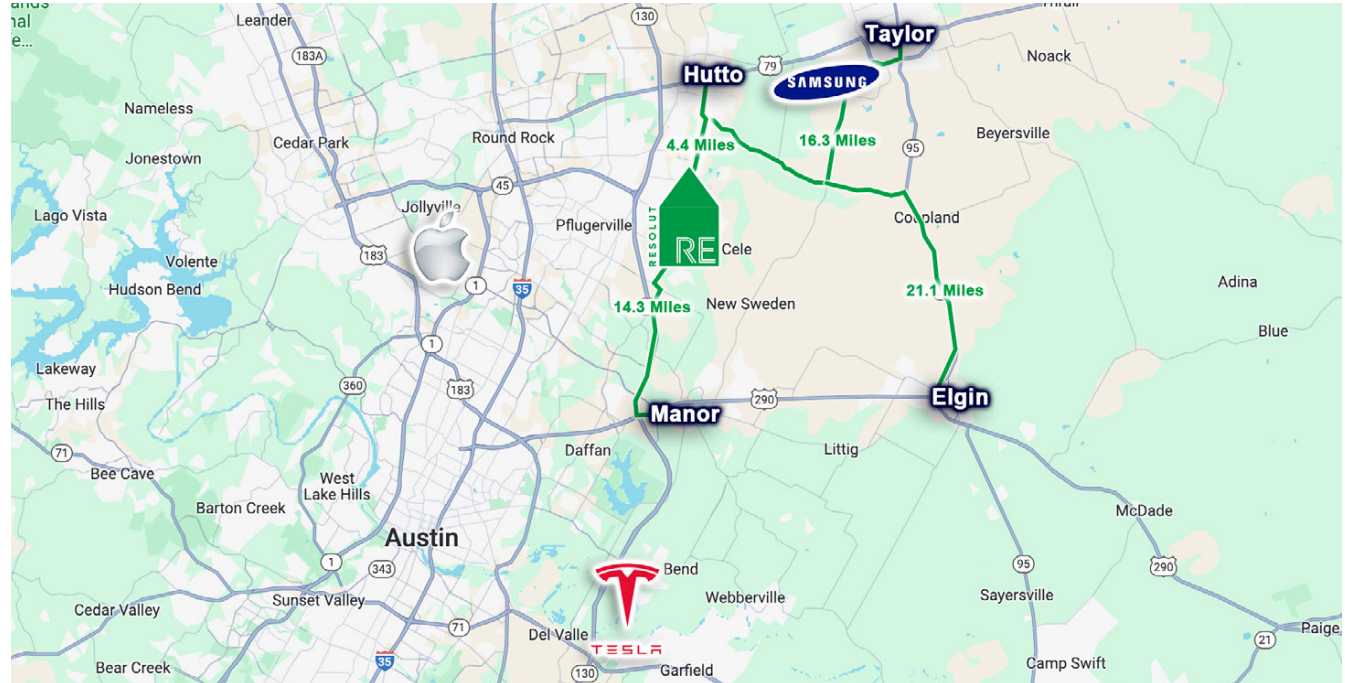 ands
nal
e...
Leander
130
Thrall
183A
Taylor
Noack
Hutto
79
SAMSUNG
Nameless
Cedar Park
Round Rock
4.4 Miles
16.3 Miles
Beyersville
95
Jonestown
45
Jollyville
Lago Vista
Pflugerville
RESOLUT
RE
Cele
Coupland
183
Volente
Hudson Bend
1
35
New Sweden
14.3 Miles
21.1 Miles
Adina
Blue
Lakeway
The Hills
1
360
183
Manor
290
Elgin
71
Bee Cave
Daffan
Littig
West
Lake Hills
Barton Creek
McDade
Austin
1
343
Bend
95
290
Cedar Valley
Sunset Valley
Webberville
Sayersville
71
Del Valle
TESLA
21
Paige
Bear Creek
35
130
Garfield
Camp Swift